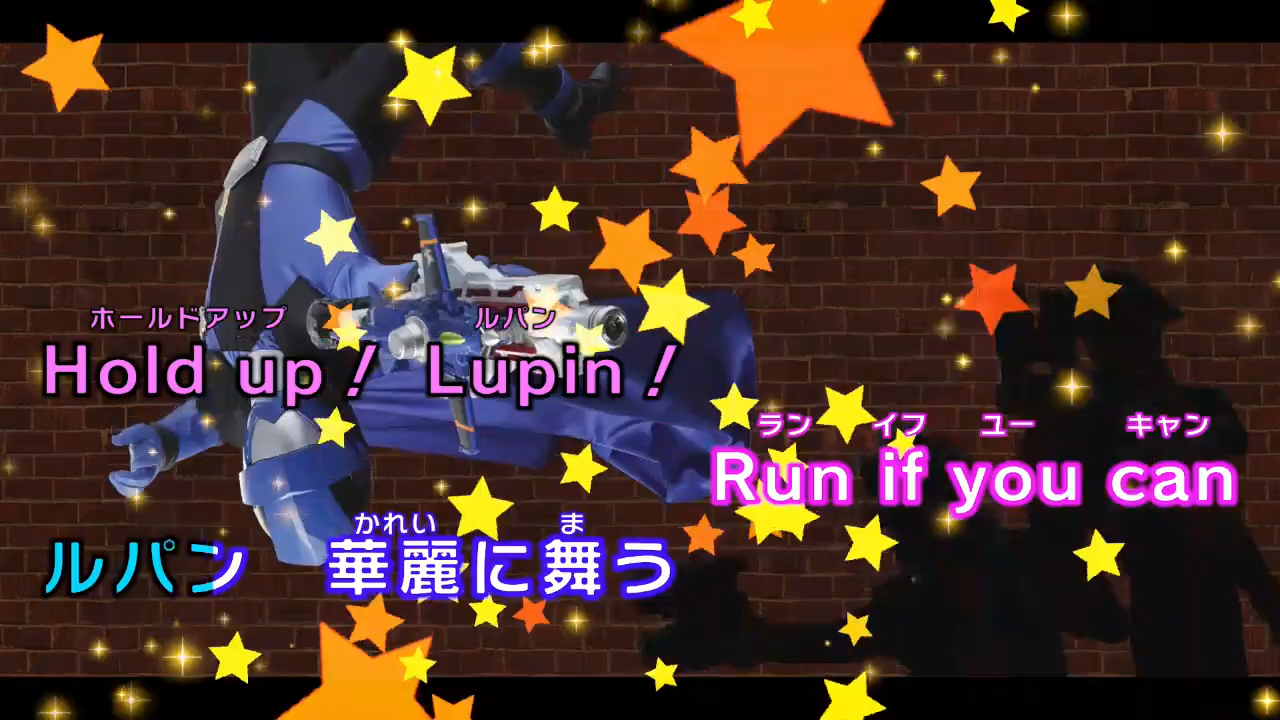 ホールドアップ ルパン
Hold up! Lupin!
ラン イフ ユー キャン
Run if you can
かれい ま
ルパン 華麗に舞う